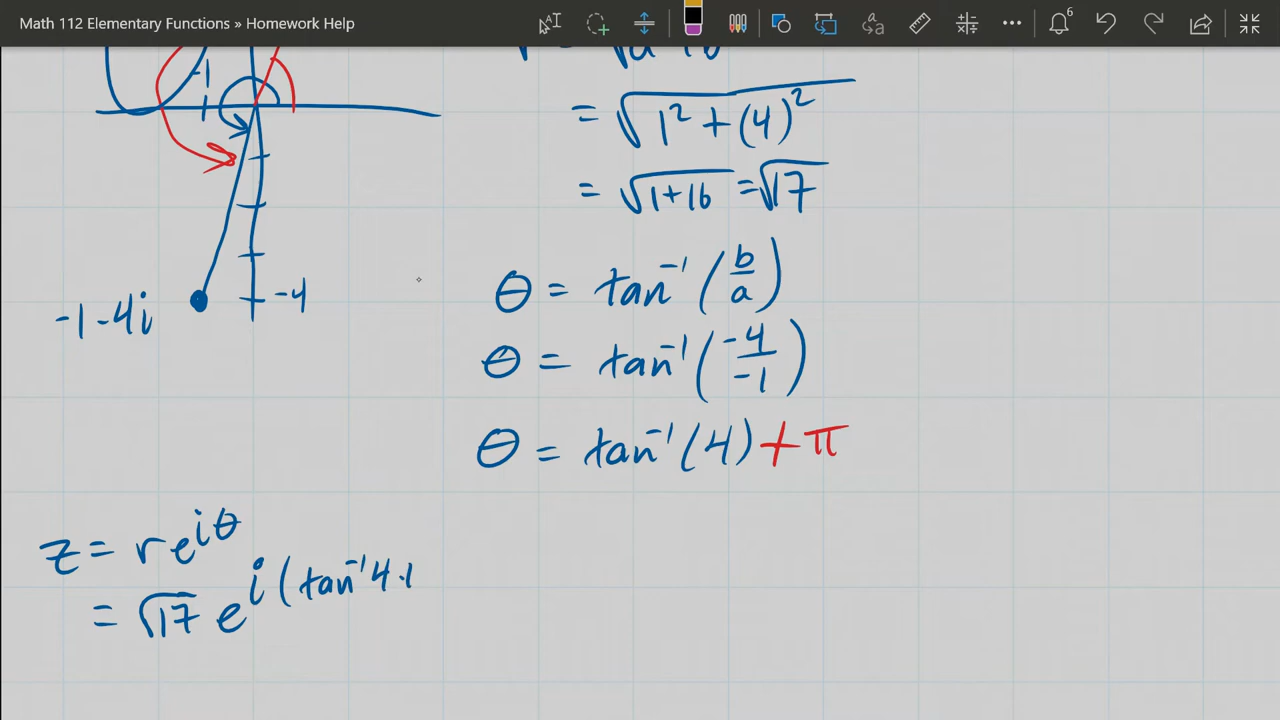 Math 112 Elementary Functions » Homework Help
6
-1
= √(1² + (4)²)
= √(1+16) = √17
-4
-1-4i
θ = tan⁻¹(b/a)
θ = tan⁻¹(-4/-1)
θ = tan⁻¹(4) + π
z = re^iθ
= √17 e^i(tan⁻¹4